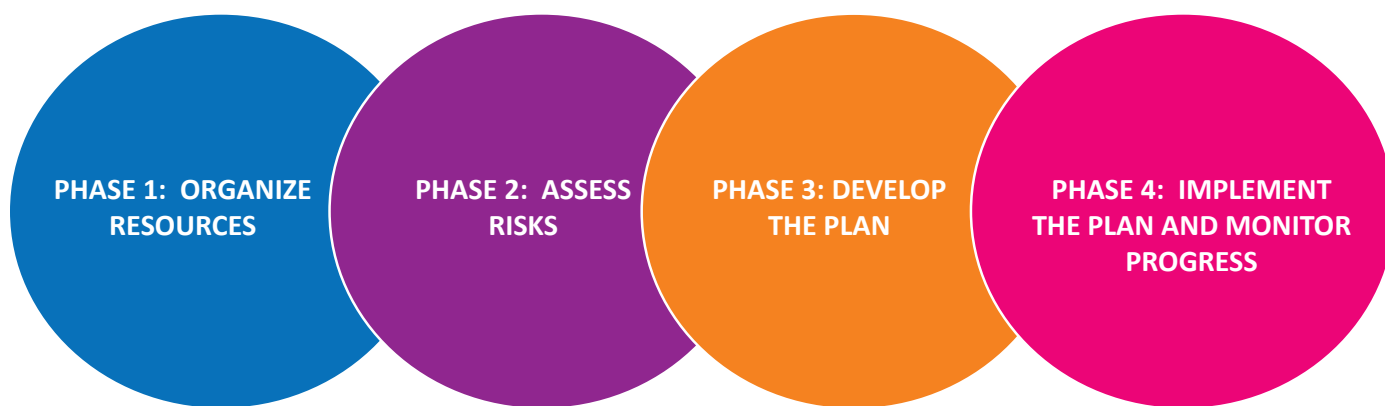 PHASE 1:  ORGANIZE
RESOURCES
PHASE 2:  ASSESS
RISKS
PHASE 3: DEVELOP
THE PLAN
PHASE 4:  IMPLEMENT
THE PLAN AND MONITOR
PROGRESS